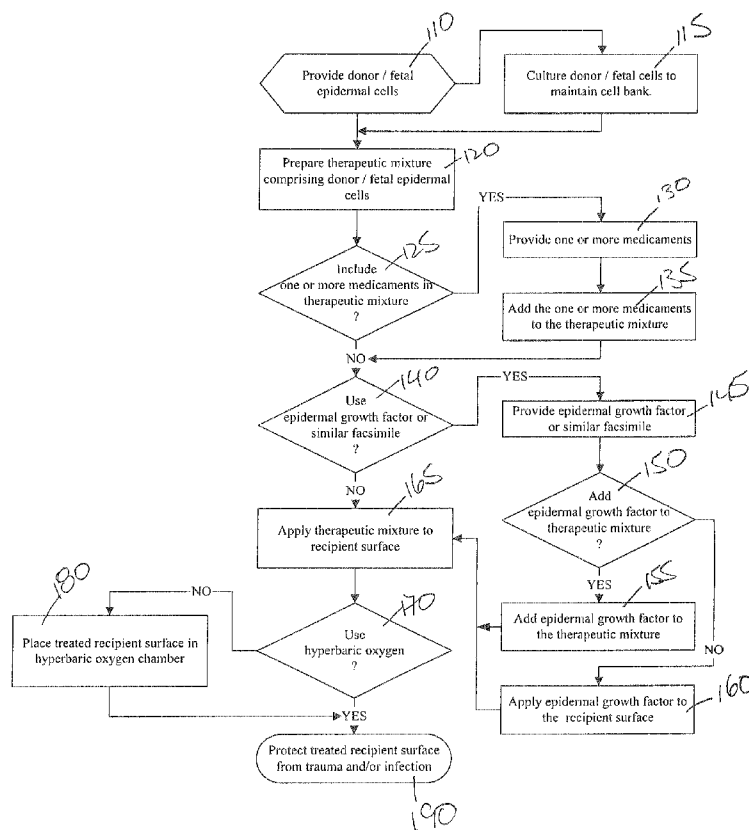 110
115
Provide donor / fetal
epidermal cells
Culture donor / fetal cells to
maintain cell bank.
120
Prepare therapeutic mixture
comprising donor / fetal epidermal
cells
YES
130
Provide one or more medicaments
125
Include
one or more medicaments in
therapeutic mixture
?
135
Add the one or more medicaments
to the therapeutic mixture
NO
140
YES
Use
epidermal growth factor or
similar facsimile
?
145
Provide epidermal growth factor
or similar facsimile
NO
150
Add
epidermal growth factor to
therapeutic mixture
?
165
Apply therapeutic mixture to
recipient surface
YES
155
Add epidermal growth factor to
the therapeutic mixture
NO
180
NO
170
Place treated recipient surface in
hyperbaric oxygen chamber
Use
hyperbaric oxygen
?
160
Apply epidermal growth factor to
the recipient surface
YES
Protect treated recipient surface
from trauma and/or infection
190